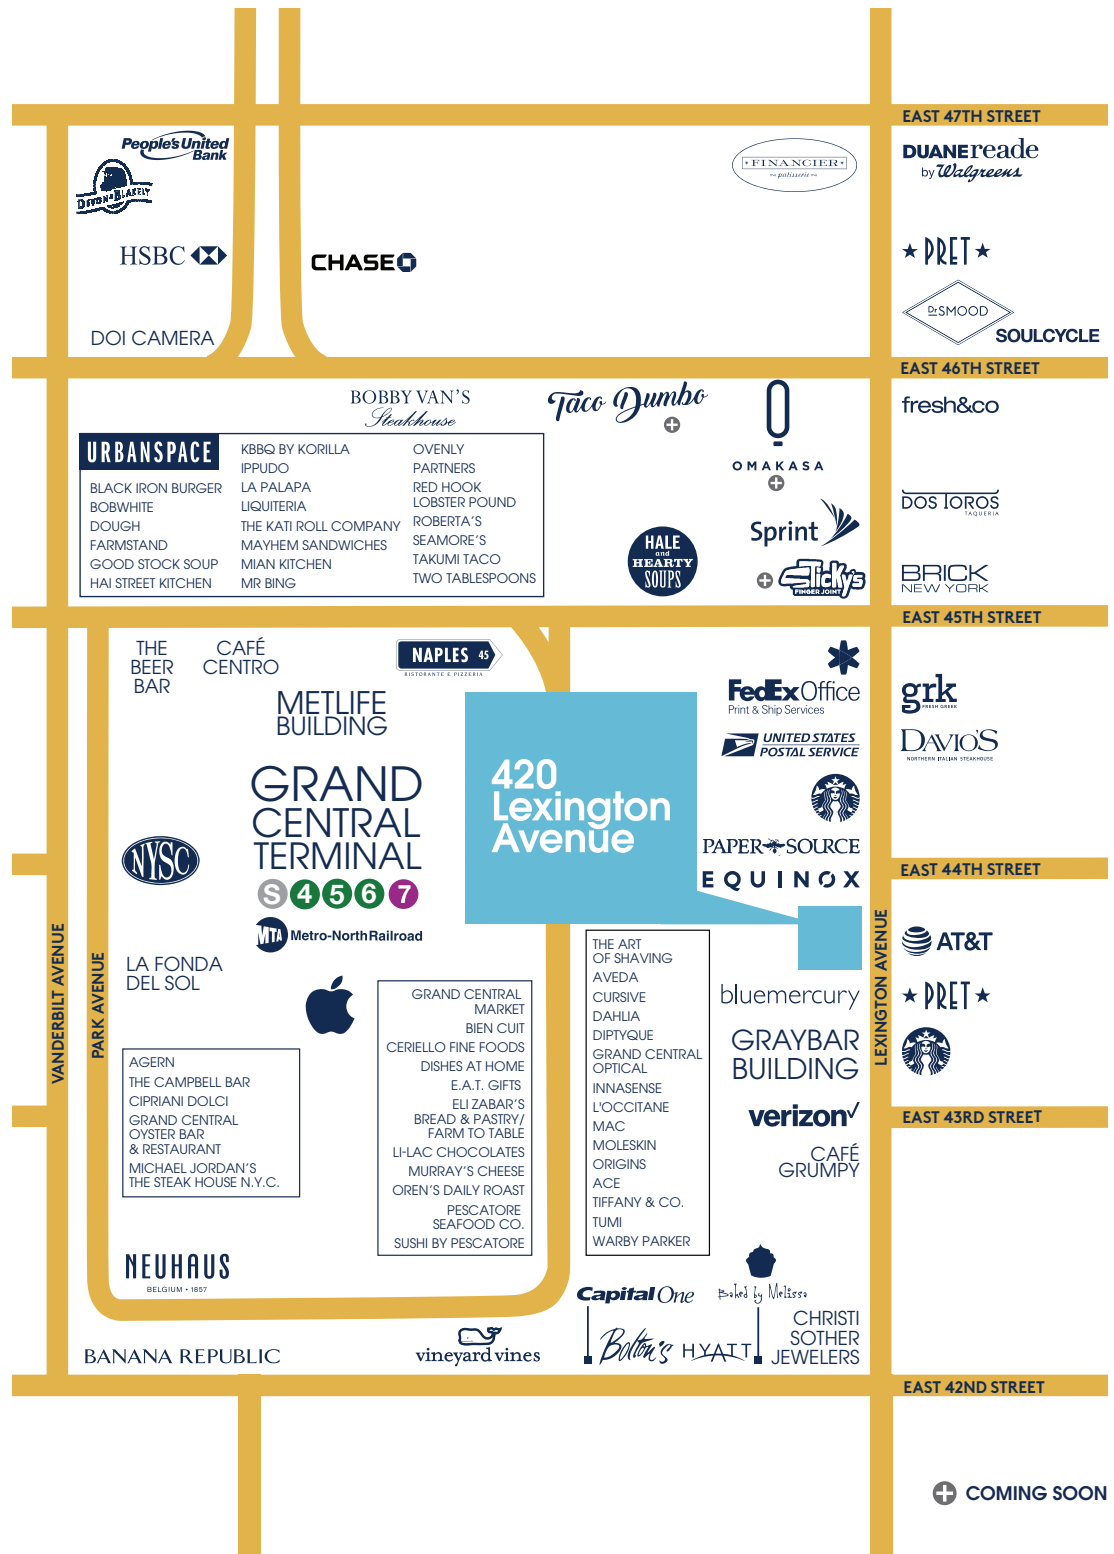 EAST 47TH STREET
People's United
Bank
DEVON & BLAKELY
HSBC
CHASE
DOI CAMERA
FINANCIER
patisserie
DUANE reade
by Walgreens
PRET
Dr SMOOD
SOULCYCLE
EAST 46TH STREET
BOBBY VAN'S
Steakhouse
Taco Dumbo
OMAKASA
Sprint
HALE
and
HEARTY
SOUPS
Sticky's
FINGER JOINT
fresh&co
DOS TOROS
TAQUERIA
BRICK
NEW YORK
URBANSPACE
BLACK IRON BURGER
BOBWHITE
DOUGH
FARMSTAND
GOOD STOCK SOUP
HAI STREET KITCHEN
KBBQ BY KORILLA
IPPUDO
LA PALAPA
LIQUITERIA
THE KATI ROLL COMPANY
MAYHEM SANDWICHES
MIAN KITCHEN
MR BING
OVENLY
PARTNERS
RED HOOK
LOBSTER POUND
ROBERTA'S
SEAMORE'S
TAKUMI TACO
TWO TABLESPOONS
EAST 45TH STREET
THE
BEER
BAR
CAFÉ
CENTRO
NAPLES 45
RISTORANTE E PIZZERIA
METLIFE
BUILDING
GRAND
CENTRAL
TERMINAL
S 4 5 6 7
MTA Metro-North Railroad
NYSC
LA FONDA
DEL SOL
420
Lexington
Avenue
FedEx Office
Print & Ship Services
UNITED STATES
POSTAL SERVICE
PAPER SOURCE
EQUINOX
grk
FRESH GREEK
DAVIO'S
NORTHERN ITALIAN STEAKHOUSE
EAST 44TH STREET
VANDERBILT AVENUE
PARK AVENUE
LEXINGTON AVENUE
AT&T
PRET
AGERN
THE CAMPBELL BAR
CIPRIANI DOLCI
GRAND CENTRAL
OYSTER BAR
& RESTAURANT
MICHAEL JORDAN'S
THE STEAK HOUSE N.Y.C.
GRAND CENTRAL
MARKET
BIEN CUIT
CERIELLO FINE FOODS
DISHES AT HOME
E.A.T. GIFTS
ELI ZABAR'S
BREAD & PASTRY/
FARM TO TABLE
LI-LAC CHOCOLATES
MURRAY'S CHEESE
OREN'S DAILY ROAST
PESCATORE
SEAFOOD CO.
SUSHI BY PESCATORE
THE ART
OF SHAVING
AVEDA
CURSIVE
DAHLIA
DIPTYQUE
GRAND CENTRAL
OPTICAL
INNASENSE
L'OCCITANE
MAC
MOLESKIN
ORIGINS
ACE
TIFFANY & CO.
TUMI
WARBY PARKER
bluemercury
GRAYBAR
BUILDING
verizon
CAFÉ
GRUMPY
EAST 43RD STREET
NEUHAUS
BELGIUM • 1857
Capital One
Baked by Melissa
BANANA REPUBLIC
vineyard vines
Bolton's
HYATT
CHRISTI
SOTHER
JEWELERS
EAST 42ND STREET
COMING SOON